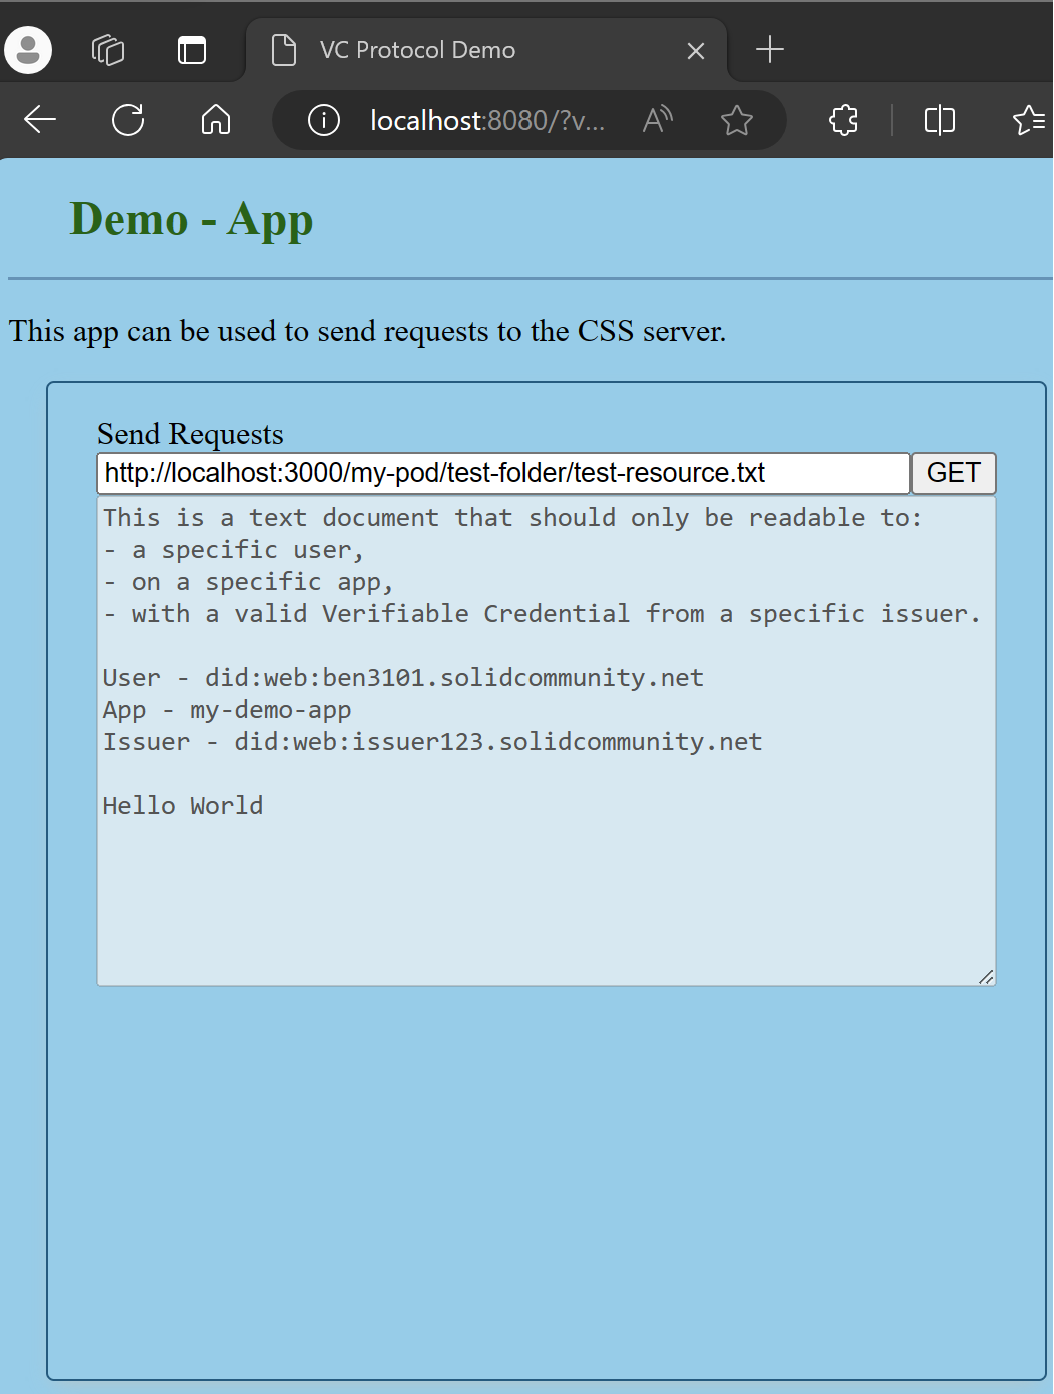 VC Protocol Demo
localhost:8080/?v...
Demo - App
This app can be used to send requests to the CSS server.
Send Requests
http://localhost:3000/my-pod/test-folder/test-resource.txt GET
This is a text document that should only be readable to:
- a specific user,
- on a specific app,
- with a valid Verifiable Credential from a specific issuer.
User - did:web:ben3101.solidcommunity.net
App - my-demo-app
Issuer - did:web:issuer123.solidcommunity.net
Hello World